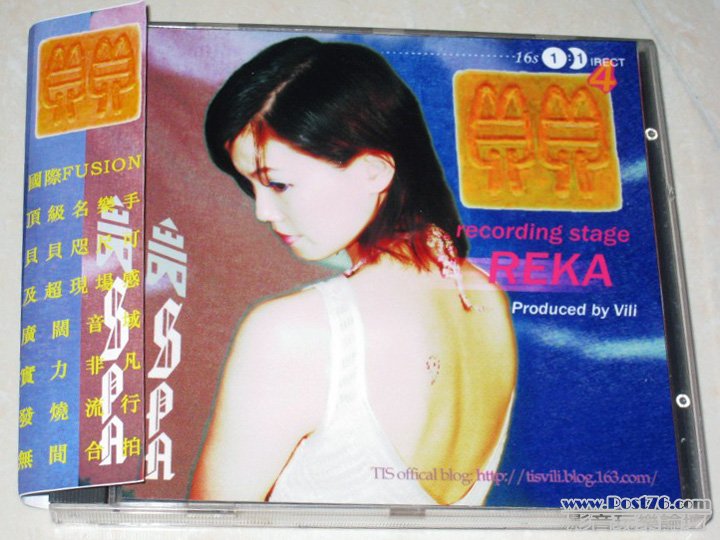 國際FUSION
頂級名樂手
貝貝咫尺可
及超現場感
廣闊音域
實力非凡
發燒流行
無間合拍
SPA
SPA
16s 1:1 iRECT
4
recording stage
REKA
Produced by Vili
TIS offical blog: http://tisvili.blog.163.com/
www.Post76.com